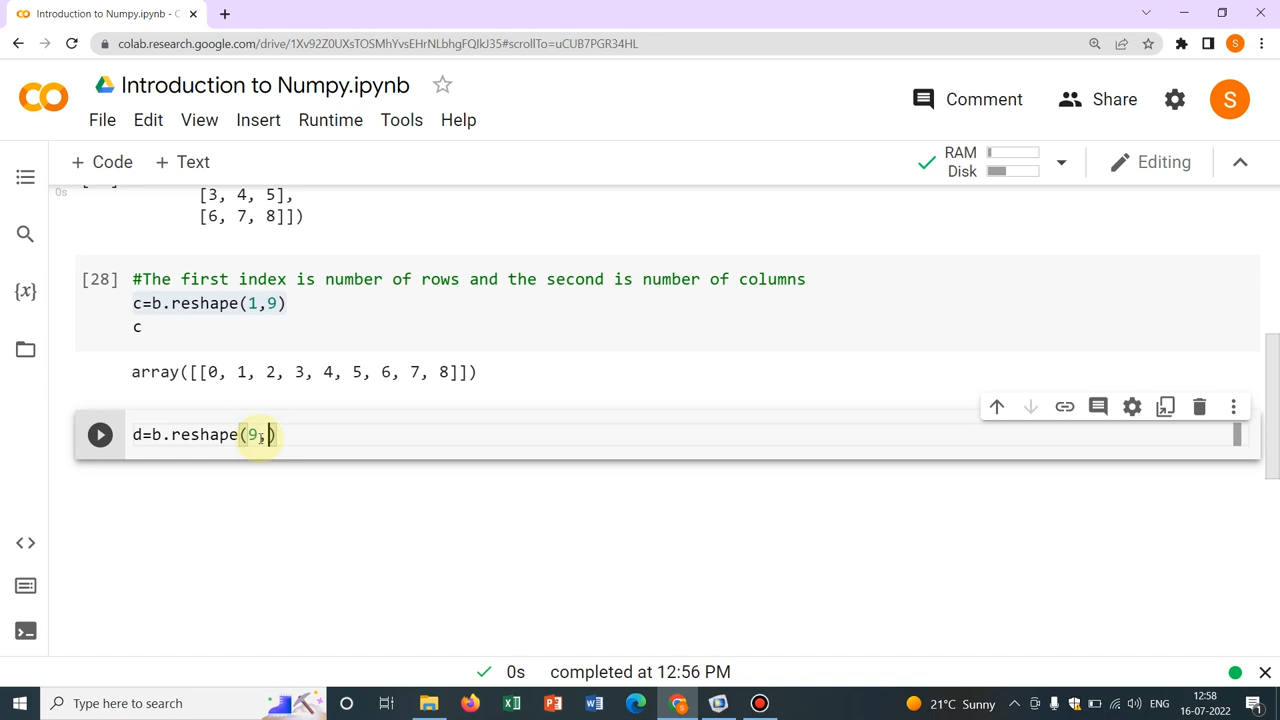 Introduction to Numpy.ipynb - C
colab.research.google.com/drive/1Xv92Z0UXsTOSMhYvsEHrNLbhgFQIkJ35#scrollTo=uCUB7PGR34HL
S
CO
Introduction to Numpy.ipynb
Comment
Share
S
File Edit View Insert Runtime Tools Help
+ Code + Text
RAM
Disk
Editing
0s
[3, 4, 5],
[6, 7, 8]])
[28] #The first index is number of rows and the second is number of columns
c=b.reshape(1,9)
c
array([[0, 1, 2, 3, 4, 5, 6, 7, 8]])
d=b.reshape(9,)
{x}
0s completed at 12:56 PM
Type here to search
21°C Sunny
ENG
12:58
16-07-2022
1